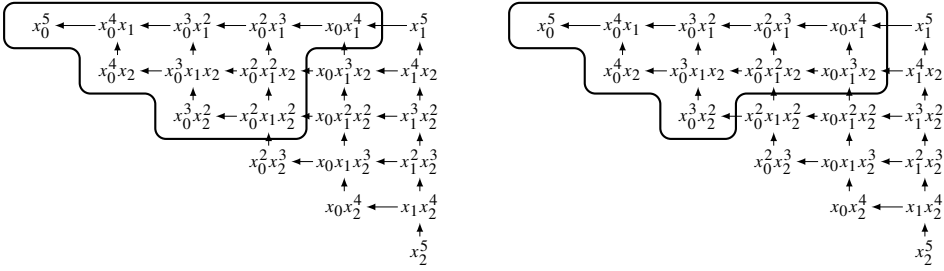 x_0^5 ← x_0^4x_1 ← x_0^3x_1^2 ← x_0^2x_1^3 ← x_0x_1^4 ← x_1^5
x_0^4x_2 ← x_0^3x_1x_2 ← x_0^2x_1^2x_2 ← x_0x_1^3x_2 ← x_1^4x_2
x_0^3x_2^2 ← x_0^2x_1x_2^2 ← x_0x_1^2x_2^2 ← x_1^3x_2^2
x_0^2x_2^3 ← x_0x_1x_2^3 ← x_1^2x_2^3
x_0x_2^4 ← x_1x_2^4
x_2^5
x_0^5 ← x_0^4x_1 ← x_0^3x_1^2 ← x_0^2x_1^3 ← x_0x_1^4 ← x_1^5
x_0^4x_2 ← x_0^3x_1x_2 ← x_0^2x_1^2x_2 ← x_0x_1^3x_2 ← x_1^4x_2
x_0^3x_2^2 ← x_0^2x_1x_2^2 ← x_0x_1^2x_2^2 ← x_1^3x_2^2
x_0^2x_2^3 ← x_0x_1x_2^3 ← x_1^2x_2^3
x_0x_2^4 ← x_1x_2^4
x_2^5